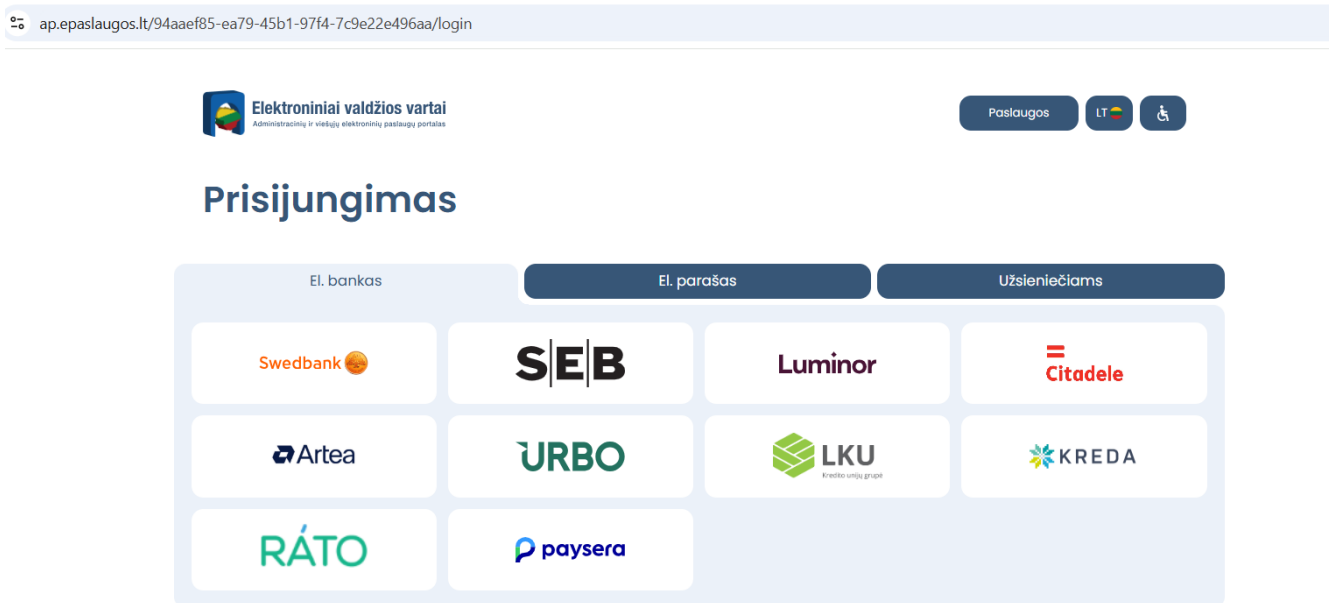 ap.epaslaugos.lt/94aaef85-ea79-45b1-97f4-7c9e22e496aa/login
Elektroniniai valdžios vartai
Administracinių ir viešųjų elektroninių paslaugų portalas
Paslaugos
LT
Prisijungimas
El. bankas
El. parašas
Užsieniečiams
Swedbank
SEB
Luminor
Citadele
Artea
URBO
LKU
Kredito unijų grupė
KREDA
RÁTO
paysera